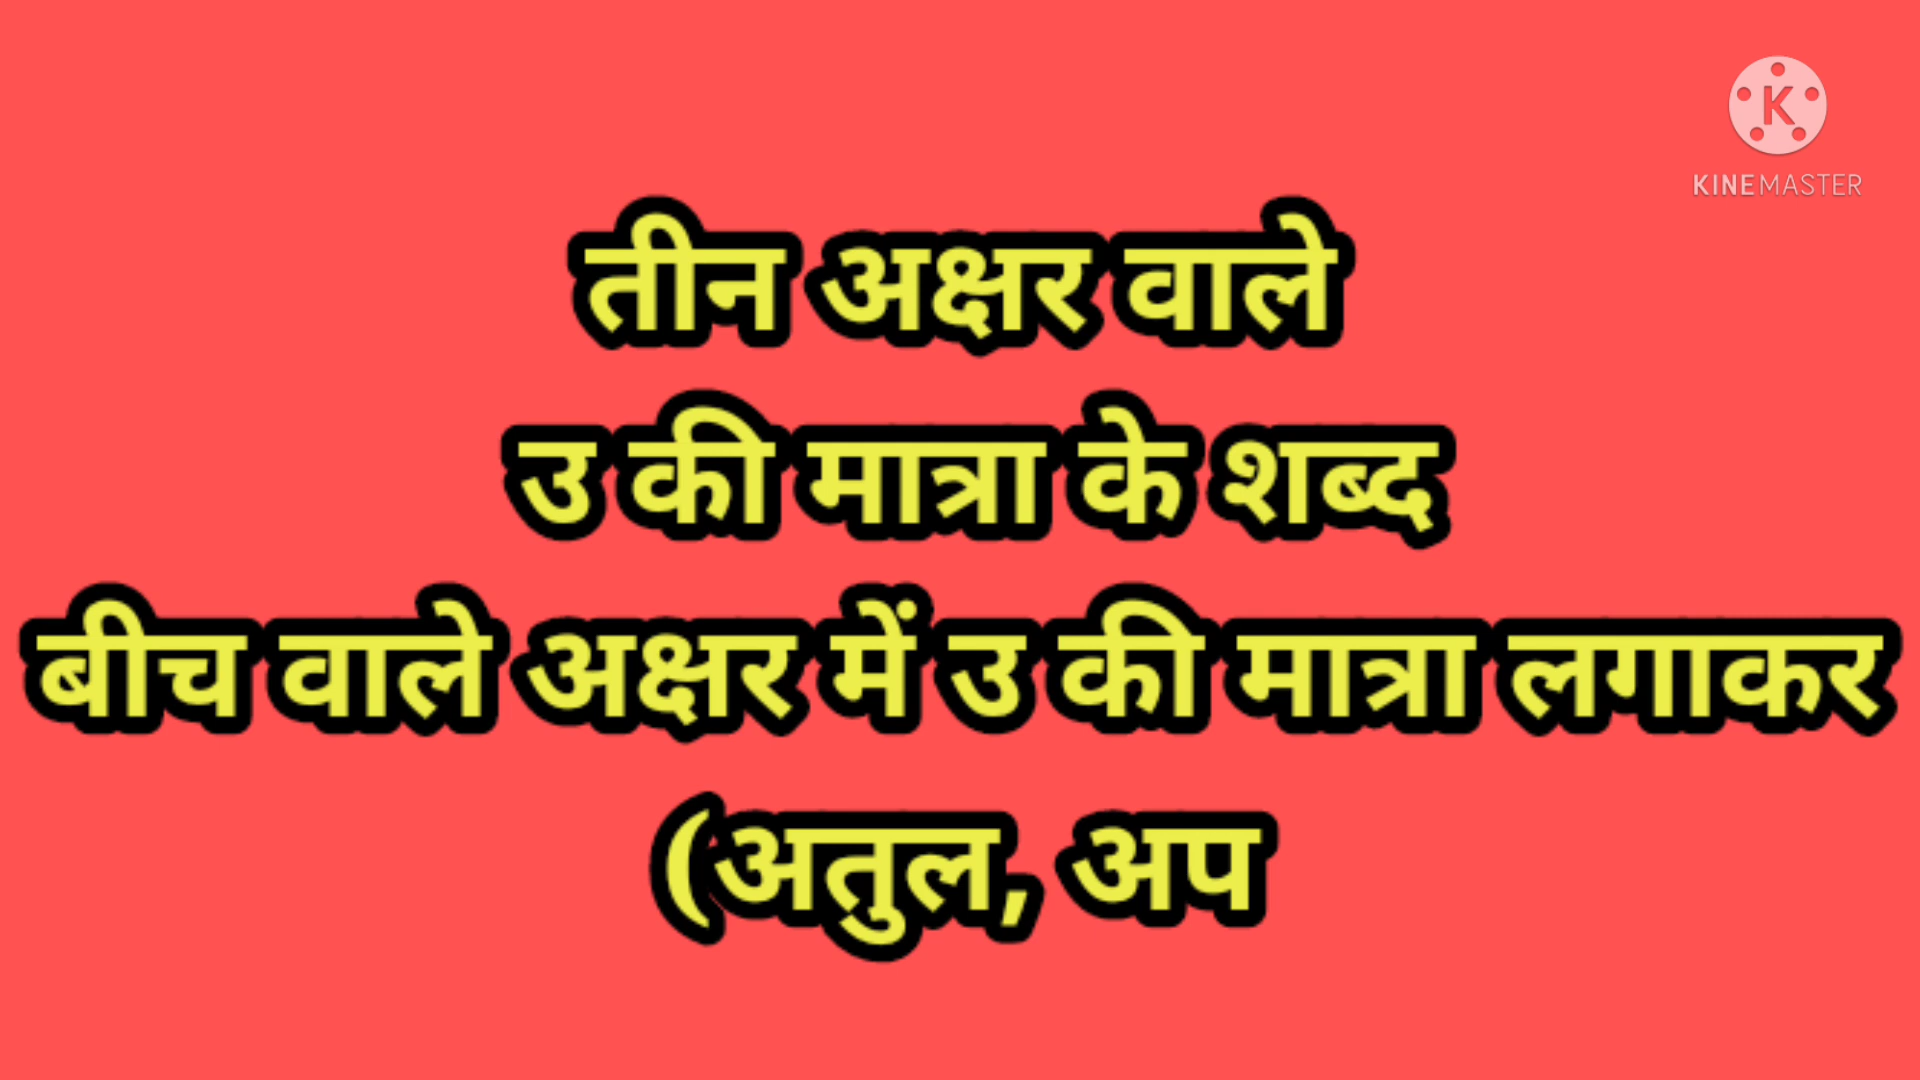 KINEMASTER
तीन अक्षर वाले
उ की मात्रा के शब्द
बीच वाले अक्षर में उ की मात्रा लगाकर
(अतुल, अप